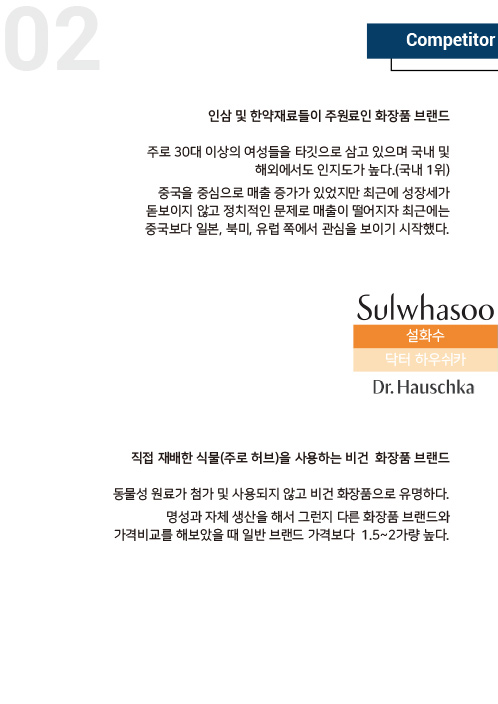 02
Competitor
인삼 및 한약재료들이 주원료인 화장품 브랜드
주로 30대 이상의 여성들을 타깃으로 삼고 있으며 국내 및
해외에서도 인지도가 높다.(국내 1위)
중국을 중심으로 매출 증가가 있었지만 최근에 성장세가
돋보이지 않고 정치적인 문제로 매출이 떨어지자 최근에는
중국보다 일본, 북미, 유럽 쪽에서 관심을 보이기 시작했다.
Sulwhasoo
설화수
닥터 하우쉬카
Dr. Hauschka
직접 재배한 식물(주로 허브)을 사용하는 비건 화장품 브랜드
동물성 원료가 첨가 및 사용되지 않고 비건 화장품으로 유명하다.
명성과 자체 생산을 해서 그런지 다른 화장품 브랜드와
가격비교를 해보았을 때 일반 브랜드 가격보다 1.5~2가량 높다.